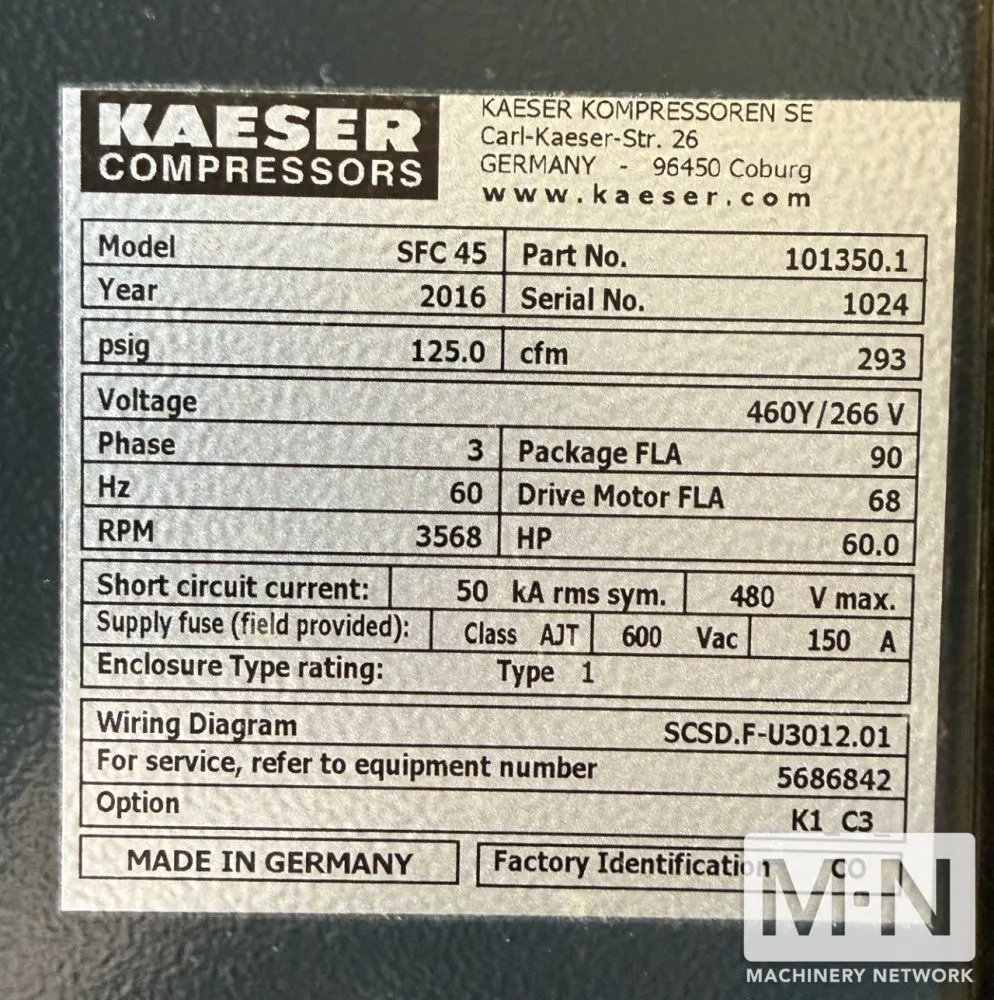 KAESER
COMPRESSORS
KAESER KOMPRESSOREN SE
Carl-Kaeser-Str. 26
GERMANY - 96450 Coburg
www.kaeser.com
Model SFC 45 Part No. 101350.1
Year 2016 Serial No. 1024
psig 125.0 cfm 293
Voltage 460Y/266 V
Phase 3 Package FLA 90
Hz 60 Drive Motor FLA 68
RPM 3568 HP 60.0
Short circuit current: 50 kA rms sym. 480 V max.
Supply fuse (field provided): Class AJT 600 Vac 150 A
Enclosure Type rating: Type 1
Wiring Diagram SCSD.F-U3012.01
For service, refer to equipment number 5686842
Option K1_C3_
MADE IN GERMANY Factory Identification CO
M·N
MACHINERY NETWORK